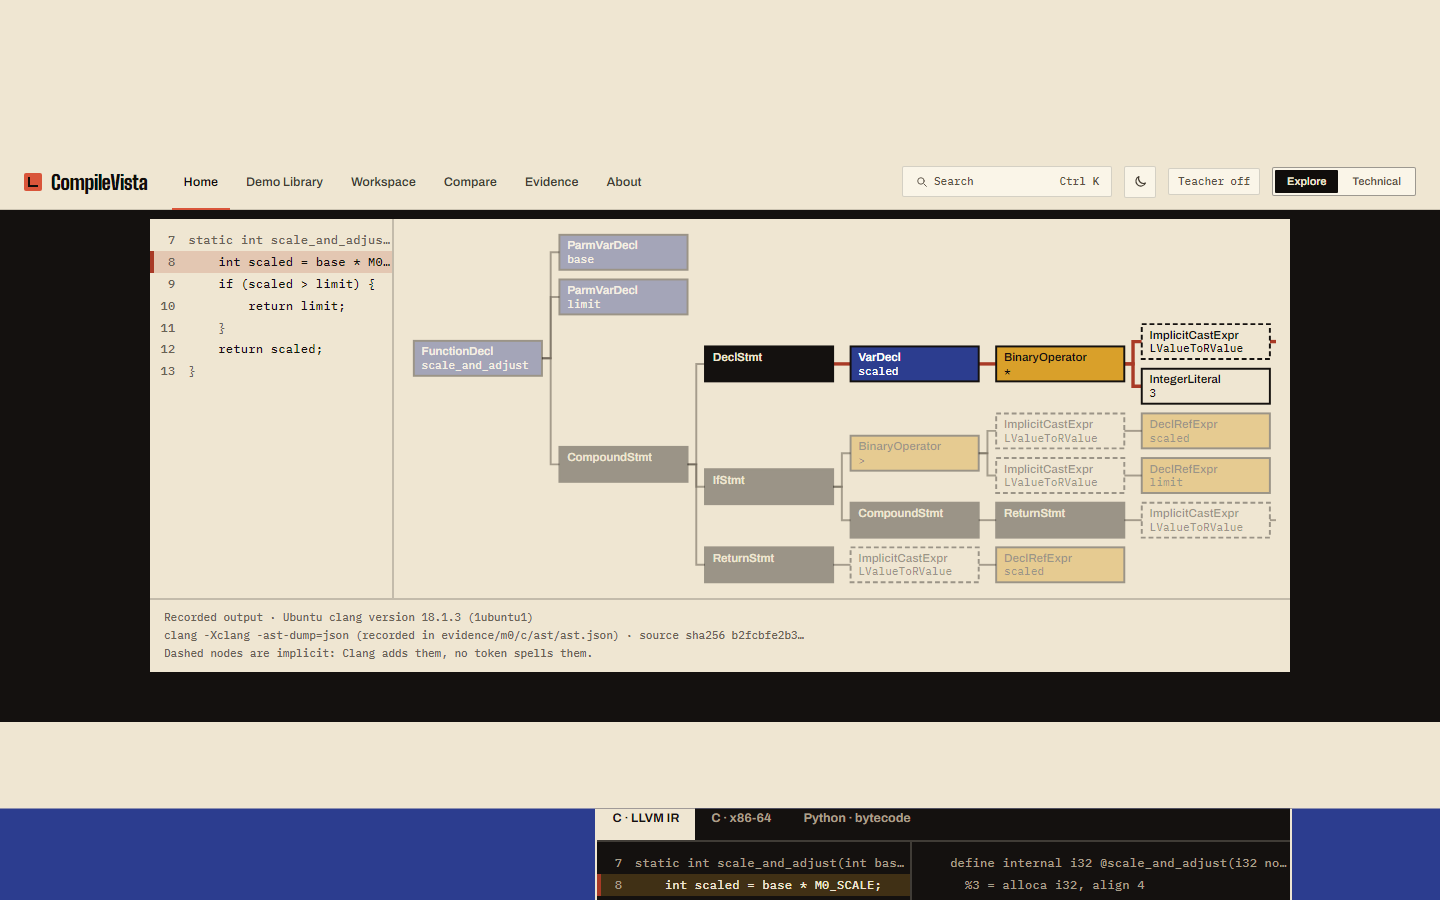 CompileVista
Home
Demo Library
Workspace
Compare
Evidence
About
Search
Ctrl K
Teacher off
Explore
Technical
7 static int scale_and_adjus…
8 int scaled = base * M0…
9 if (scaled > limit) {
10 return limit;
11 }
12 return scaled;
13 }
FunctionDecl
scale_and_adjust
ParmVarDecl
base
ParmVarDecl
limit
CompoundStmt
DeclStmt
VarDecl
scaled
BinaryOperator
*
ImplicitCastExpr
LValueToRValue
IntegerLiteral
3
IfStmt
BinaryOperator
>
ImplicitCastExpr
LValueToRValue
DeclRefExpr
scaled
ImplicitCastExpr
LValueToRValue
DeclRefExpr
limit
CompoundStmt
ReturnStmt
ImplicitCastExpr
LValueToRValue
ReturnStmt
ImplicitCastExpr
LValueToRValue
DeclRefExpr
scaled
Recorded output · Ubuntu clang version 18.1.3 (1ubuntu1)
clang -Xclang -ast-dump=json (recorded in evidence/m0/c/ast/ast.json) · source sha256 b2fcbfe2b3…
Dashed nodes are implicit: Clang adds them, no token spells them.
C · LLVM IR
C · x86-64
Python · bytecode
7 static int scale_and_adjust(int bas…
8 int scaled = base * M0_SCALE;
define internal i32 @scale_and_adjust(i32 no…
%3 = alloca i32, align 4